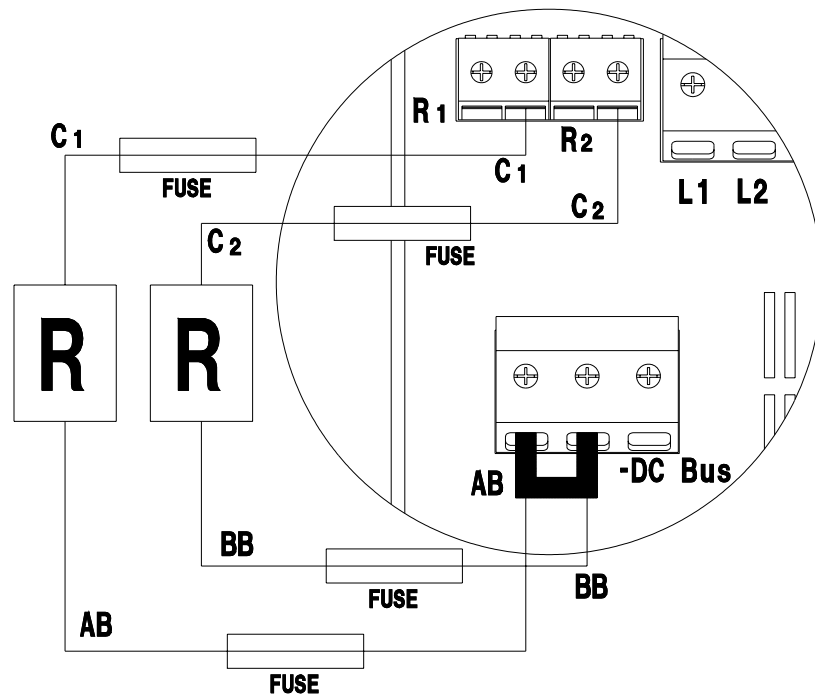 R1
C1
R2
FUSE
C1
L1 L2
C2
C2
FUSE
R
R
AB
-DC Bus
BB
FUSE
BB
AB
FUSE